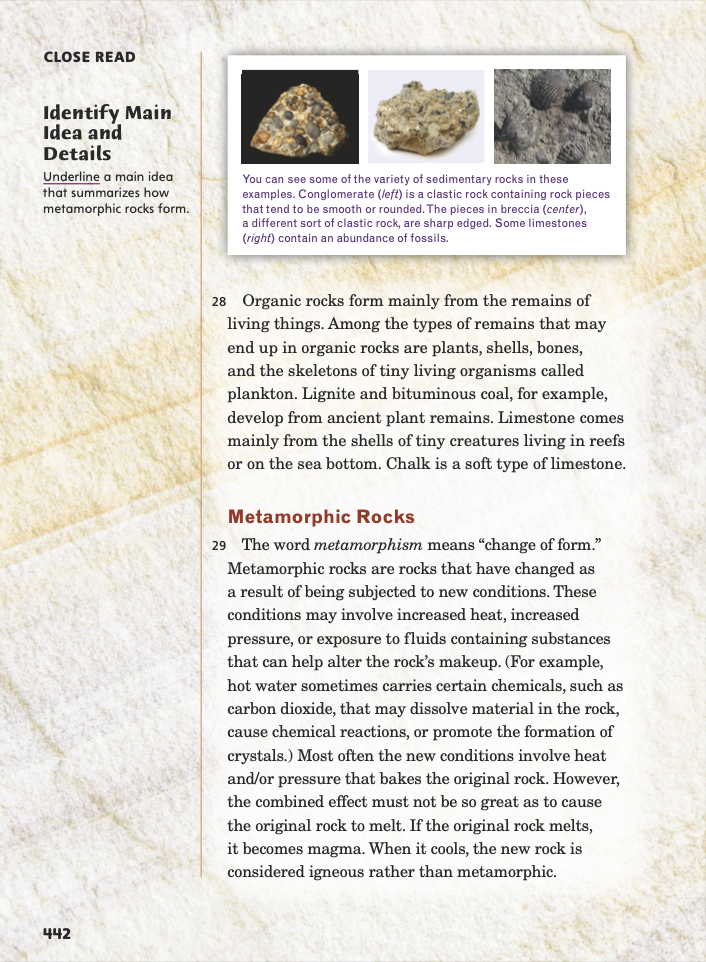 CLOSE READ
Identify Main
Idea and
Details
Underline a main idea
that summarizes how
metamorphic rocks form.
You can see some of the variety of sedimentary rocks in these
examples. Conglomerate (left) is a clastic rock containing rock pieces
that tend to be smooth or rounded. The pieces in breccia (center),
a different sort of clastic rock, are sharp edged. Some limestones
(right) contain an abundance of fossils.
28 Organic rocks form mainly from the remains of
living things. Among the types of remains that may
end up in organic rocks are plants, shells, bones,
and the skeletons of tiny living organisms called
plankton. Lignite and bituminous coal, for example,
develop from ancient plant remains. Limestone comes
mainly from the shells of tiny creatures living in reefs
or on the sea bottom. Chalk is a soft type of limestone.
Metamorphic Rocks
29 The word metamorphism means “change of form.”
Metamorphic rocks are rocks that have changed as
a result of being subjected to new conditions. These
conditions may involve increased heat, increased
pressure, or exposure to fluids containing substances
that can help alter the rock’s makeup. (For example,
hot water sometimes carries certain chemicals, such as
carbon dioxide, that may dissolve material in the rock,
cause chemical reactions, or promote the formation of
crystals.) Most often the new conditions involve heat
and/or pressure that bakes the original rock. However,
the combined effect must not be so great as to cause
the original rock to melt. If the original rock melts,
it becomes magma. When it cools, the new rock is
considered igneous rather than metamorphic.
442